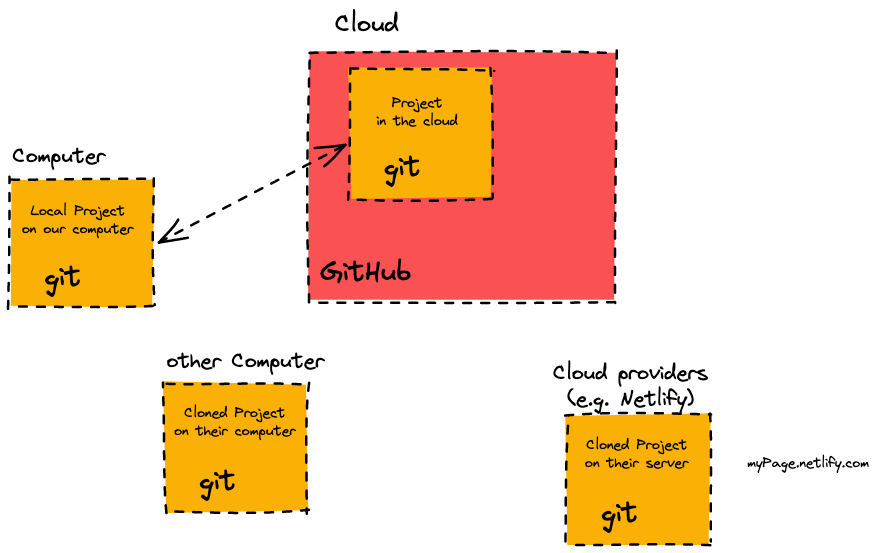 Cloud
Project
in the cloud
git
GitHub
Computer
Local Project
on our computer
git
other Computer
Cloned Project
on their computer
git
Cloud providers
(e.g. Netlify)
Cloned Project
on their server
git
myPage.netlify.com